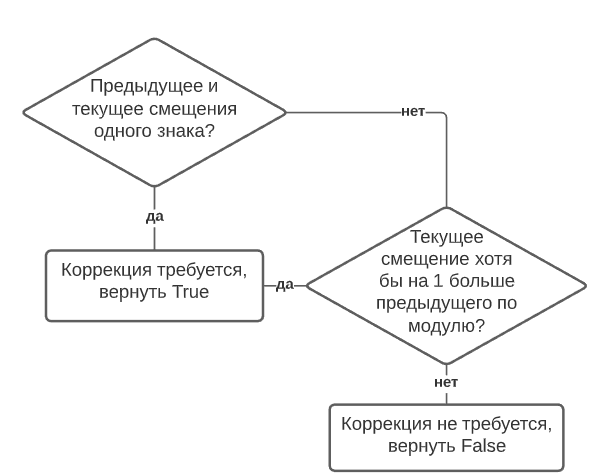 Предыдущее и
текущее смещения
одного знака?
нет
да
Коррекция требуется,
вернуть True
да
Текущее
смещение хотя
бы на 1 больше
предыдущего по
модулю?
нет
Коррекция не требуется,
вернуть False